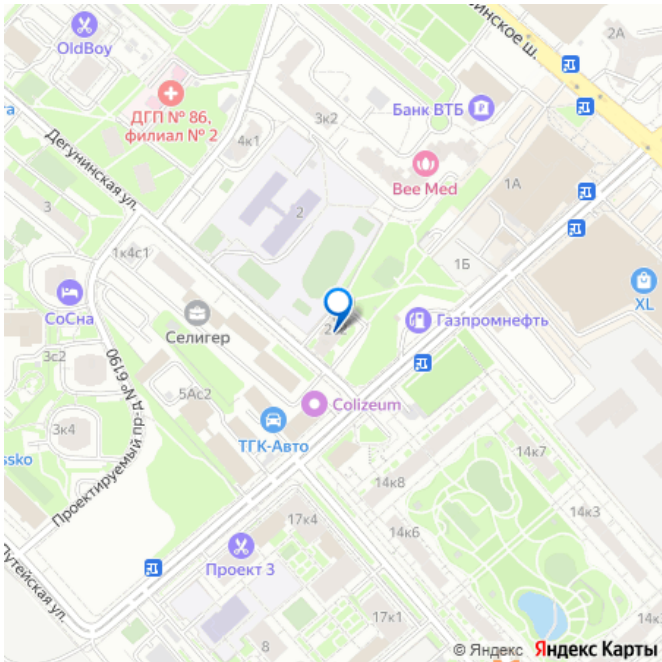 OldBoy
ДГП № 86,
филиал № 2
4к1
3к2
Банк ВТБ
2А
Bee Med
1А
Дегунинская ул.
3
2
1к4с1
1Б
СоСна
Селигер
Газпромнефть
XL
3с2
5Ас2
Colizeum
ТГК-Авто
Проектируемый пр-д № 6190
3к4
14к7
14к8
14к3
14к6
17к4
Проект 3
Путейская ул.
17к1
8
© Яндекс Яндекс Карты